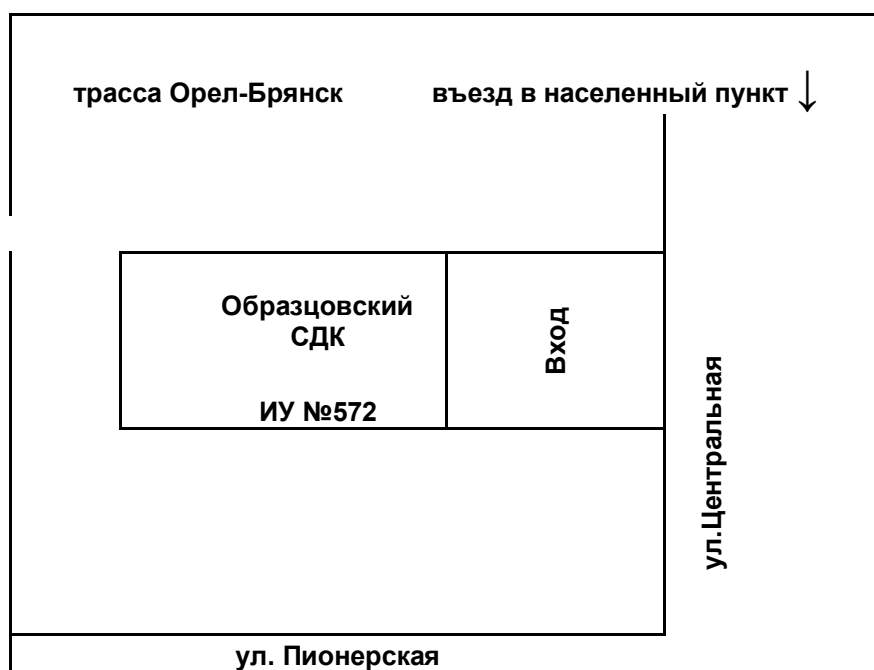 трасса Орел-Брянск
въезд в населенный пункт ↓
Образцовский
СДК
ИУ №572
Вход
ул.Центральная
ул. Пионерская